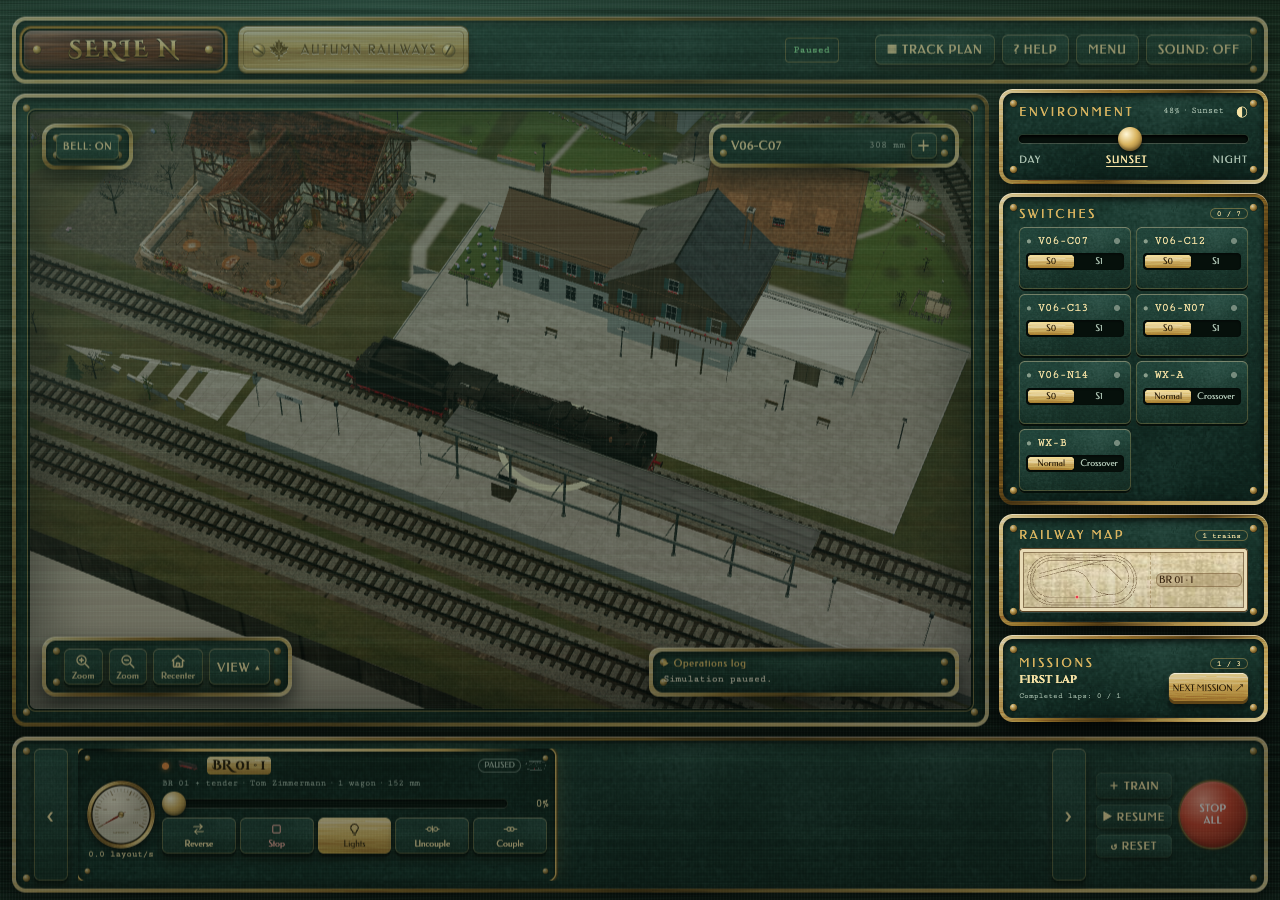 SERIE N
AUTUMN RAILWAYS
Paused
TRACK PLAN
? HELP
MENU
SOUND: OFF
BELL: ON
V06-C07
308 mm
+
ENVIRONMENT
48% · Sunset
DAY
SUNSET
NIGHT
SWITCHES
0 / 7
V06-C07
S0
S1
V06-C12
S0
S1
V06-C13
S0
S1
V06-N07
S0
S1
V06-N14
S0
S1
WX-A
Normal
Crossover
WX-B
Normal
Crossover
RAILWAY MAP
1 trains
BR 01 · 1
MISSIONS
1 / 3
FIRST LAP
Completed laps: 0 / 1
NEXT MISSION ↗
Zoom
Zoom
Recenter
VIEW
Operations log
Simulation paused.
BR 01 · 1
PAUSED
BR 01 + tender · Tom Zimmermann · 1 wagon · 152 mm
0%
0.0 layout/s
Reverse
Stop
Lights
Uncouple
Couple
+ TRAIN
RESUME
RESET
STOP
ALL